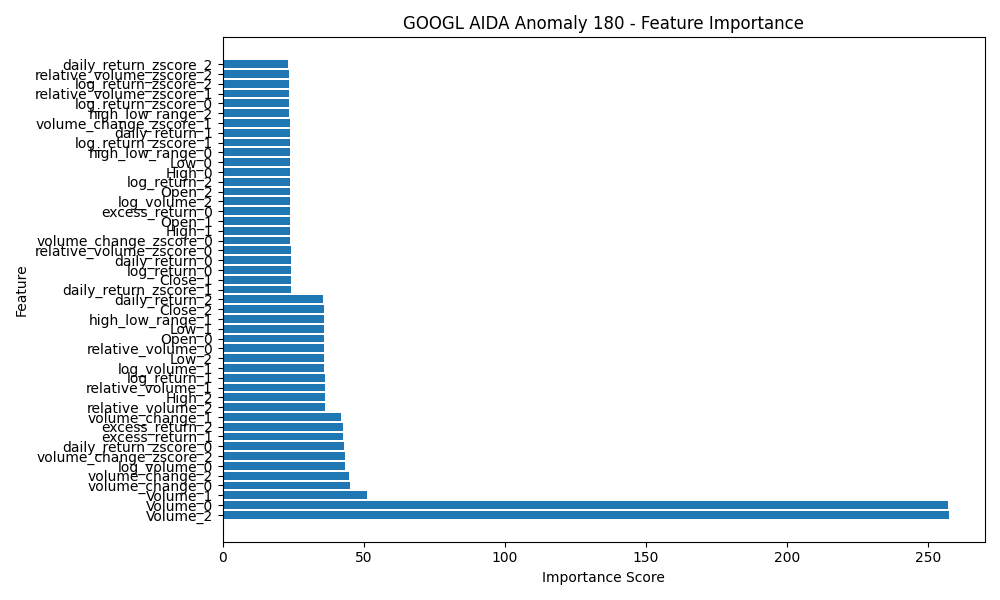 GOOGL AIDA Anomaly 180 - Feature Importance
daily_return_zscore_2
relative_volume_zscore_2
log_return_zscore_2
relative_volume_zscore_1
log_return_zscore_0
high_low_range_2
volume_change_zscore_1
daily_return_1
log_return_zscore_1
high_low_range_0
Low_0
High_0
log_return_2
Open_2
log_volume_2
excess_return_0
Open_1
High_1
volume_change_zscore_0
relative_volume_zscore_0
daily_return_0
log_return_0
Close_1
daily_return_zscore_1
daily_return_2
Close_2
high_low_range_1
Low_1
Open_0
relative_volume_0
Low_2
log_volume_1
log_return_1
relative_volume_1
High_2
relative_volume_2
volume_change_1
excess_return_2
excess_return_1
daily_return_zscore_0
volume_change_zscore_2
log_volume_0
volume_change_2
volume_change_0
Volume_1
Volume_0
Volume_2
Feature
0 50 100 150 200 250
Importance Score